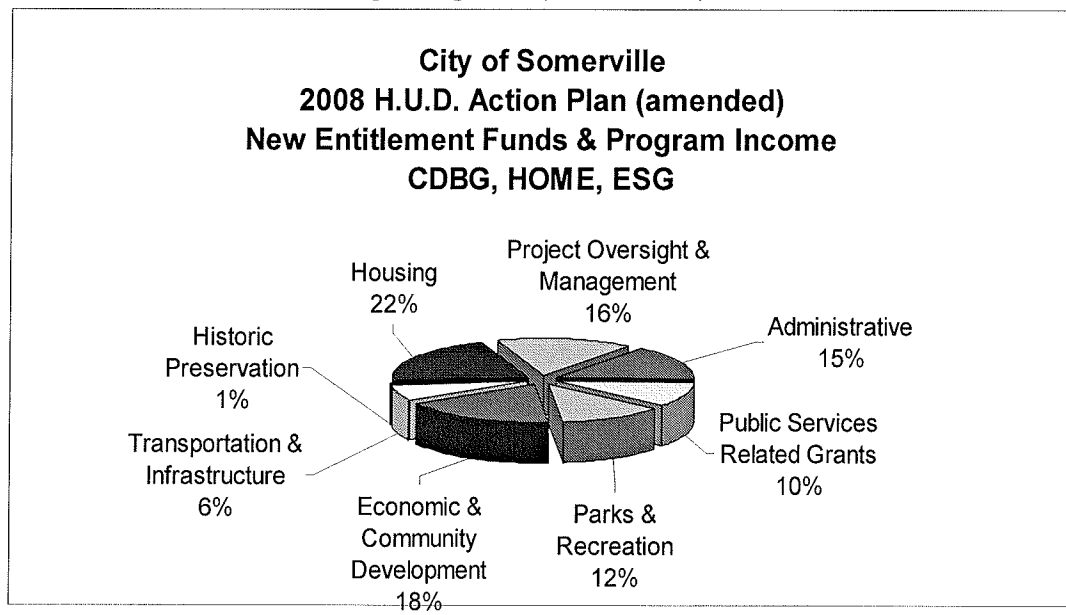 City of Somerville
2008 H.U.D. Action Plan (amended)
New Entitlement Funds & Program Income
CDBG, HOME, ESG
Project Oversight &
Management
16%
Housing
22%
Administrative
15%
Historic
Preservation
1%
Public Services
Related Grants
10%
Transportation &
Infrastructure
6%
Economic &
Community
Development
18%
Parks &
Recreation
12%